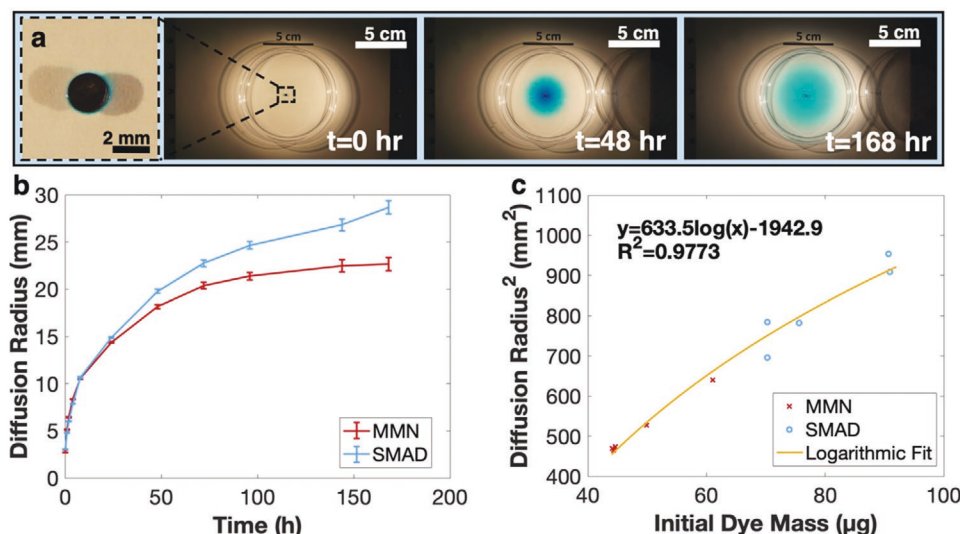 a
2 mm
5 cm
5 cm
t=0 hr
5 cm
5 cm
t=48 hr
5 cm
5 cm
t=168 hr
b
30
25
20
15
10
5
0
0
50
100
150
200
Diffusion Radius (mm)
Time (h)
MMN
SMAD
c
y=633.5log(x)-1942.9
R²=0.9773
1100
1000
900
800
700
600
500
400
40
60
80
100
Diffusion Radius² (mm²)
Initial Dye Mass (µg)
MMN
SMAD
Logarithmic Fit